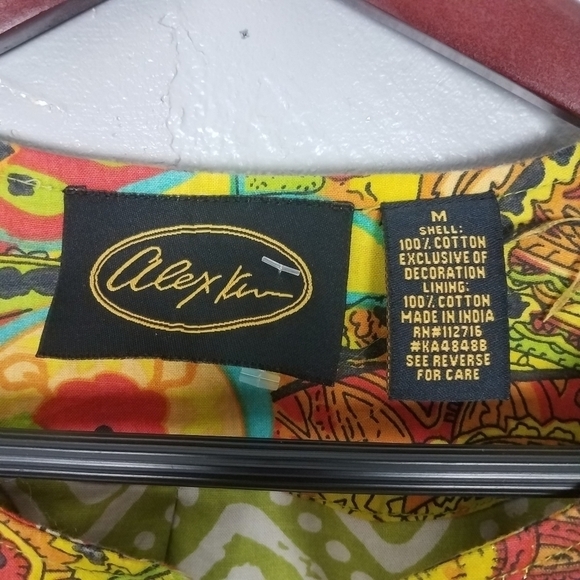 alex kim
M
SHELL:
100% COTTON
EXCLUSIVE OF
DECORATION
LINING:
100% COTTON
MADE IN INDIA
RN#112716
#KA4848B
SEE REVERSE
FOR CARE